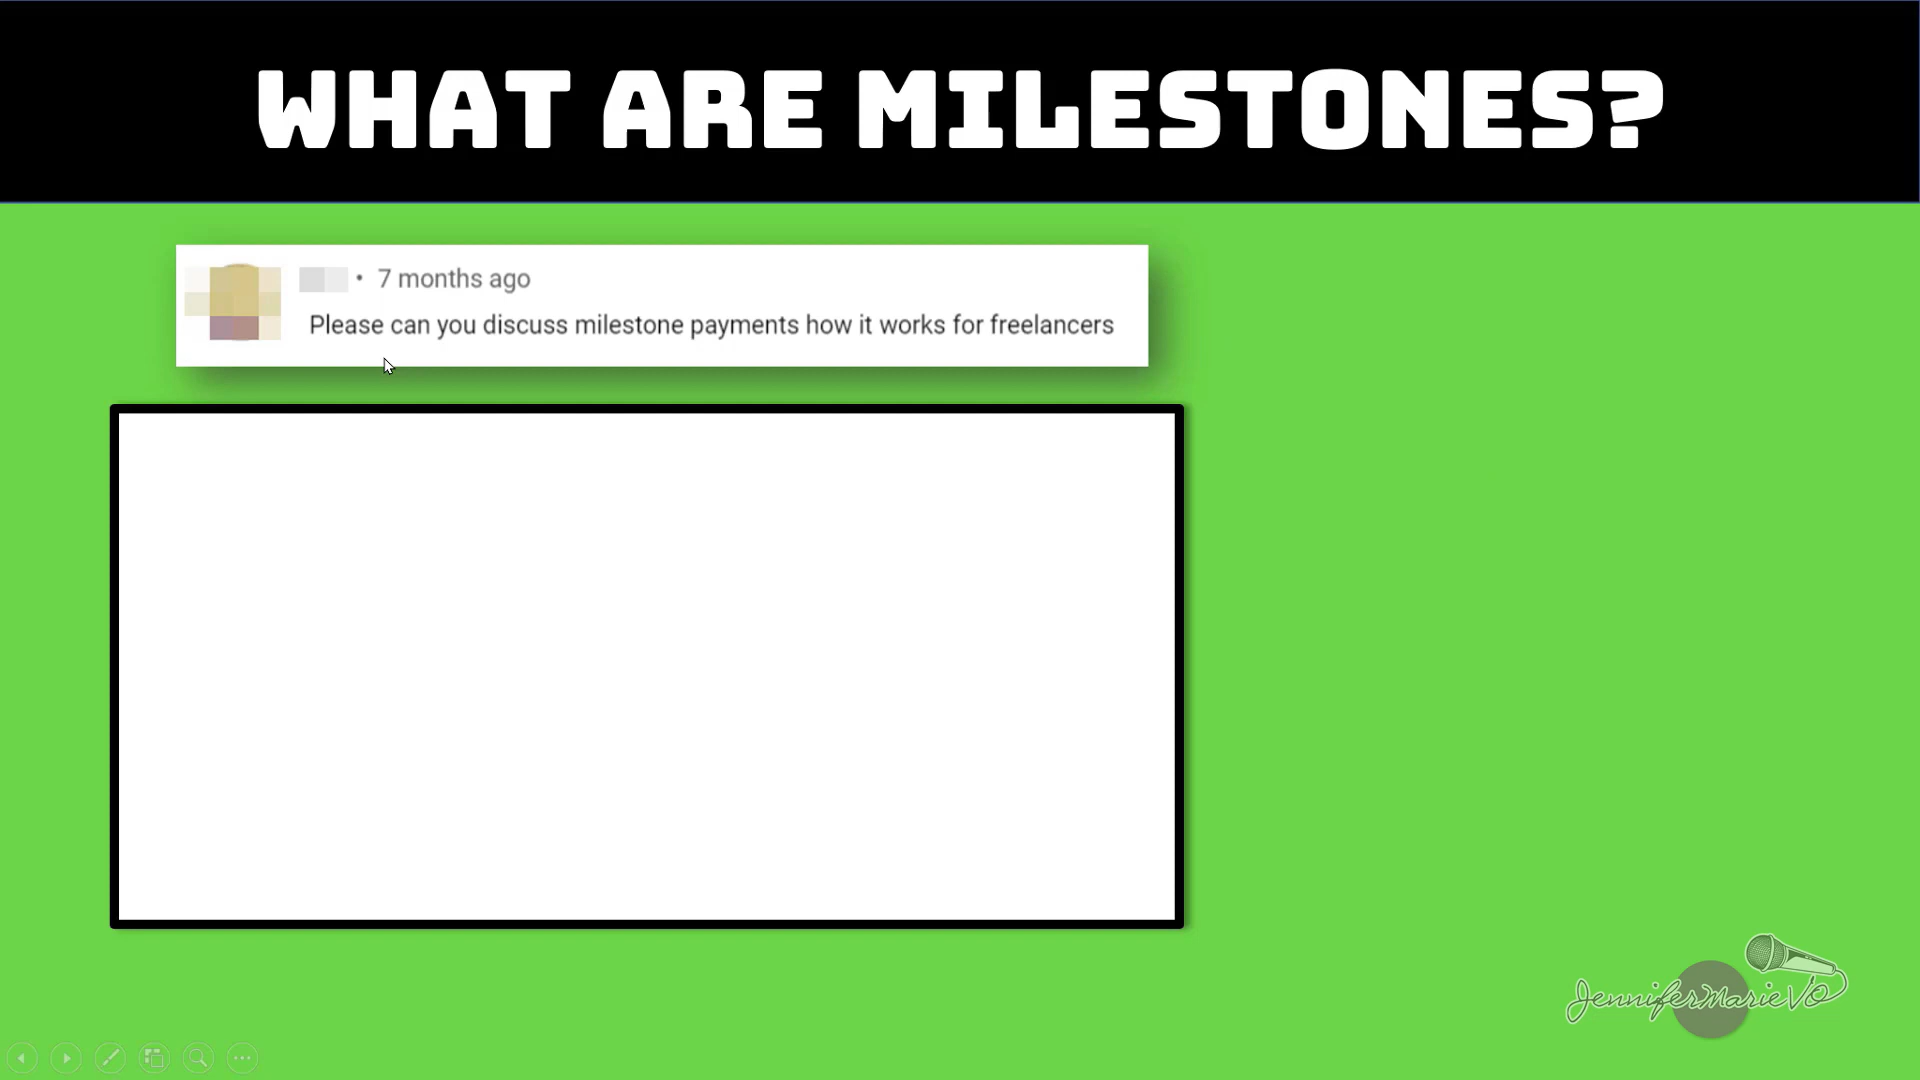 WHAT ARE MILESTONES?
• 7 months ago
Please can you discuss milestone payments how it works for freelancers
JenniferMarieVO